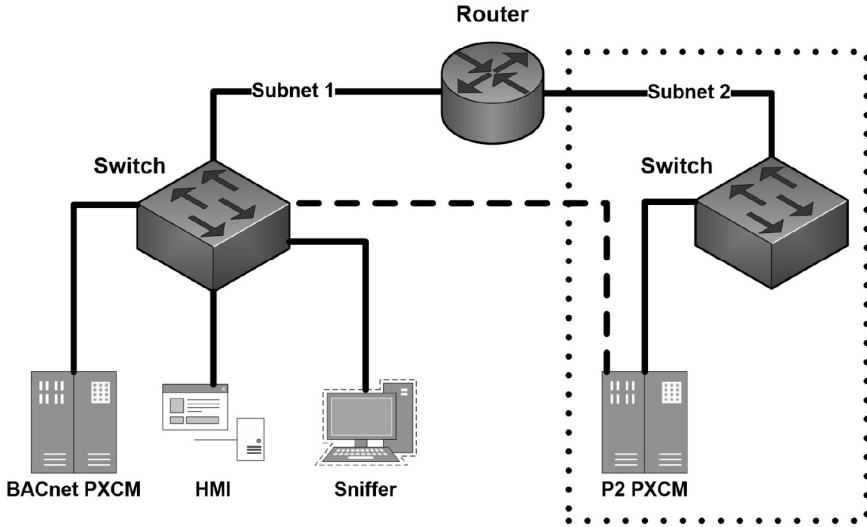 Router
Subnet 1
Subnet 2
Switch
Switch
BACnet PXCM
HMI
Sniffer
P2 PXCM